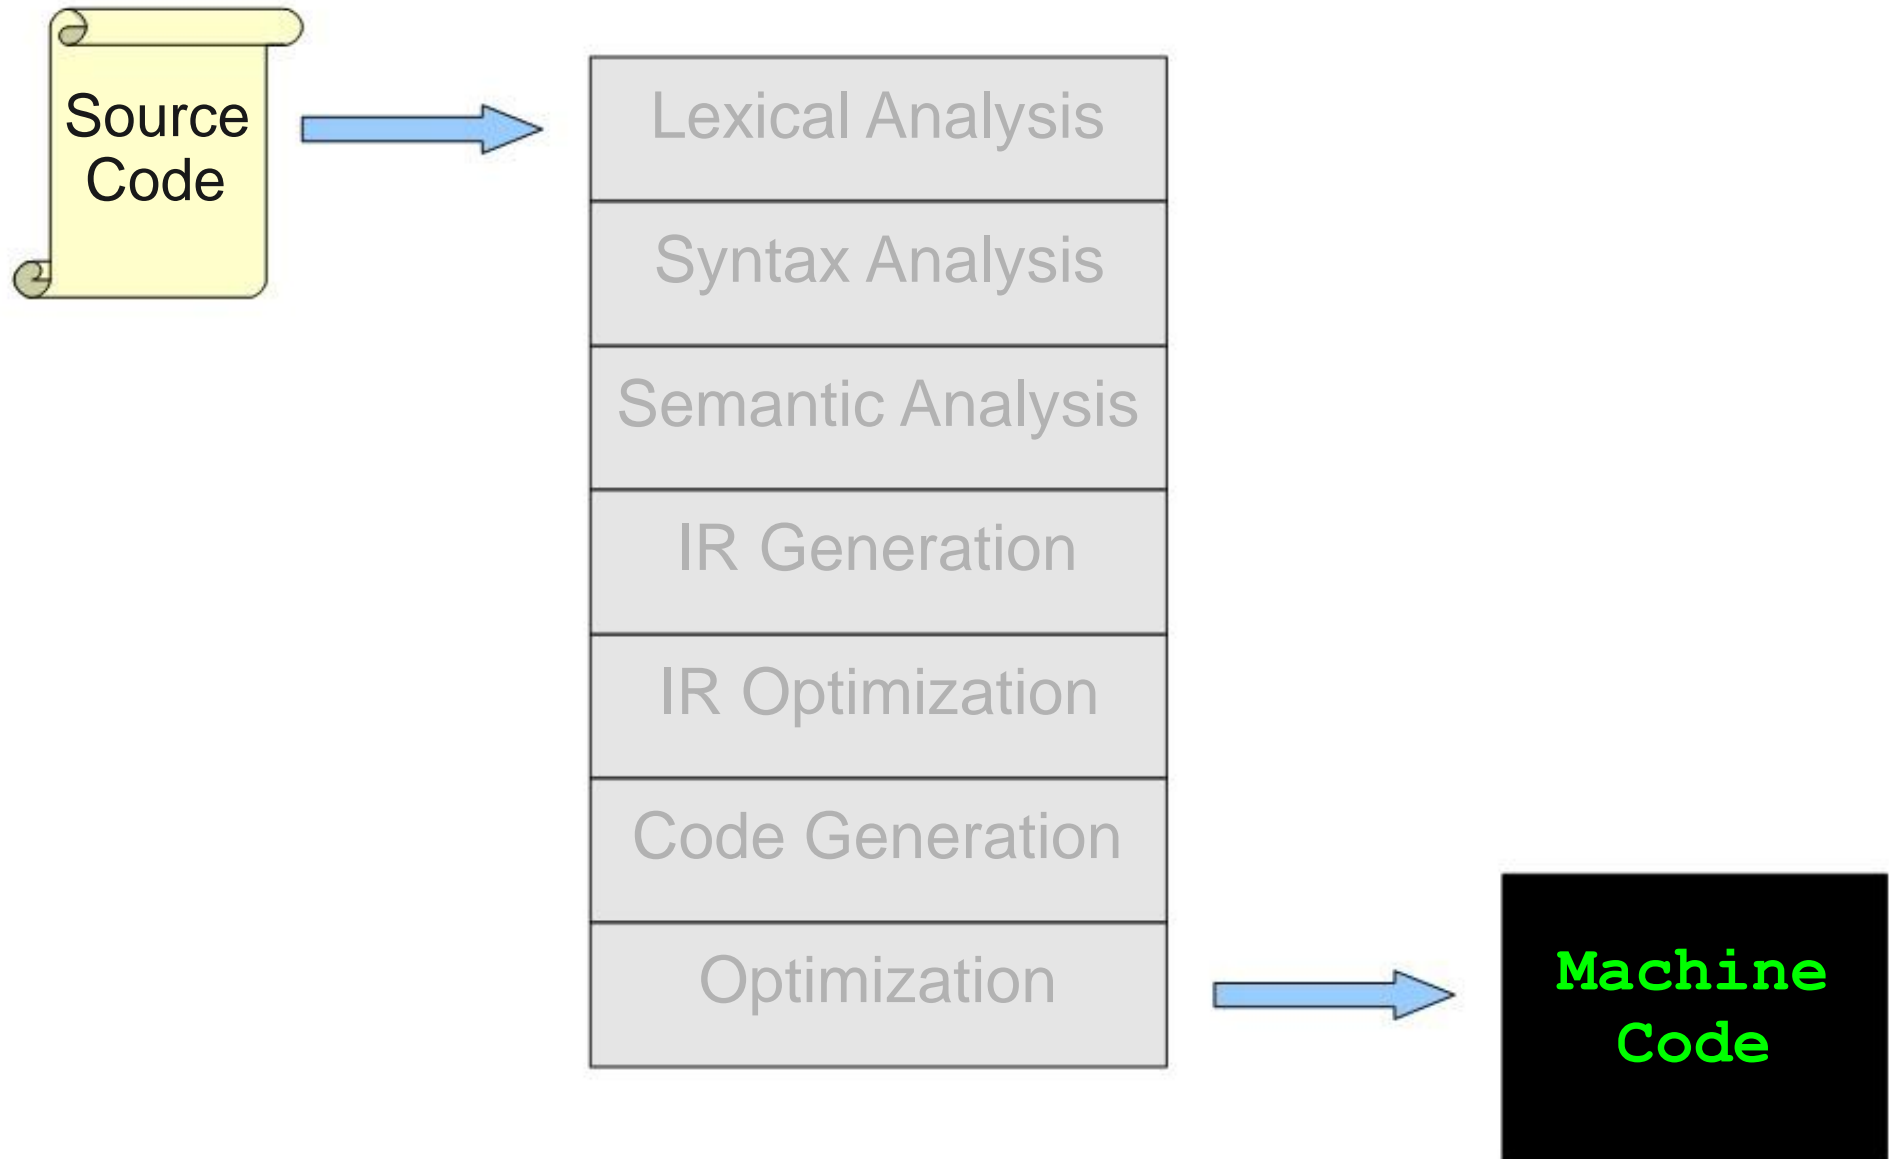 Source
Code
Lexical Analysis
Syntax Analysis
Semantic Analysis
IR Generation
IR Optimization
Code Generation
Optimization
Machine
Code